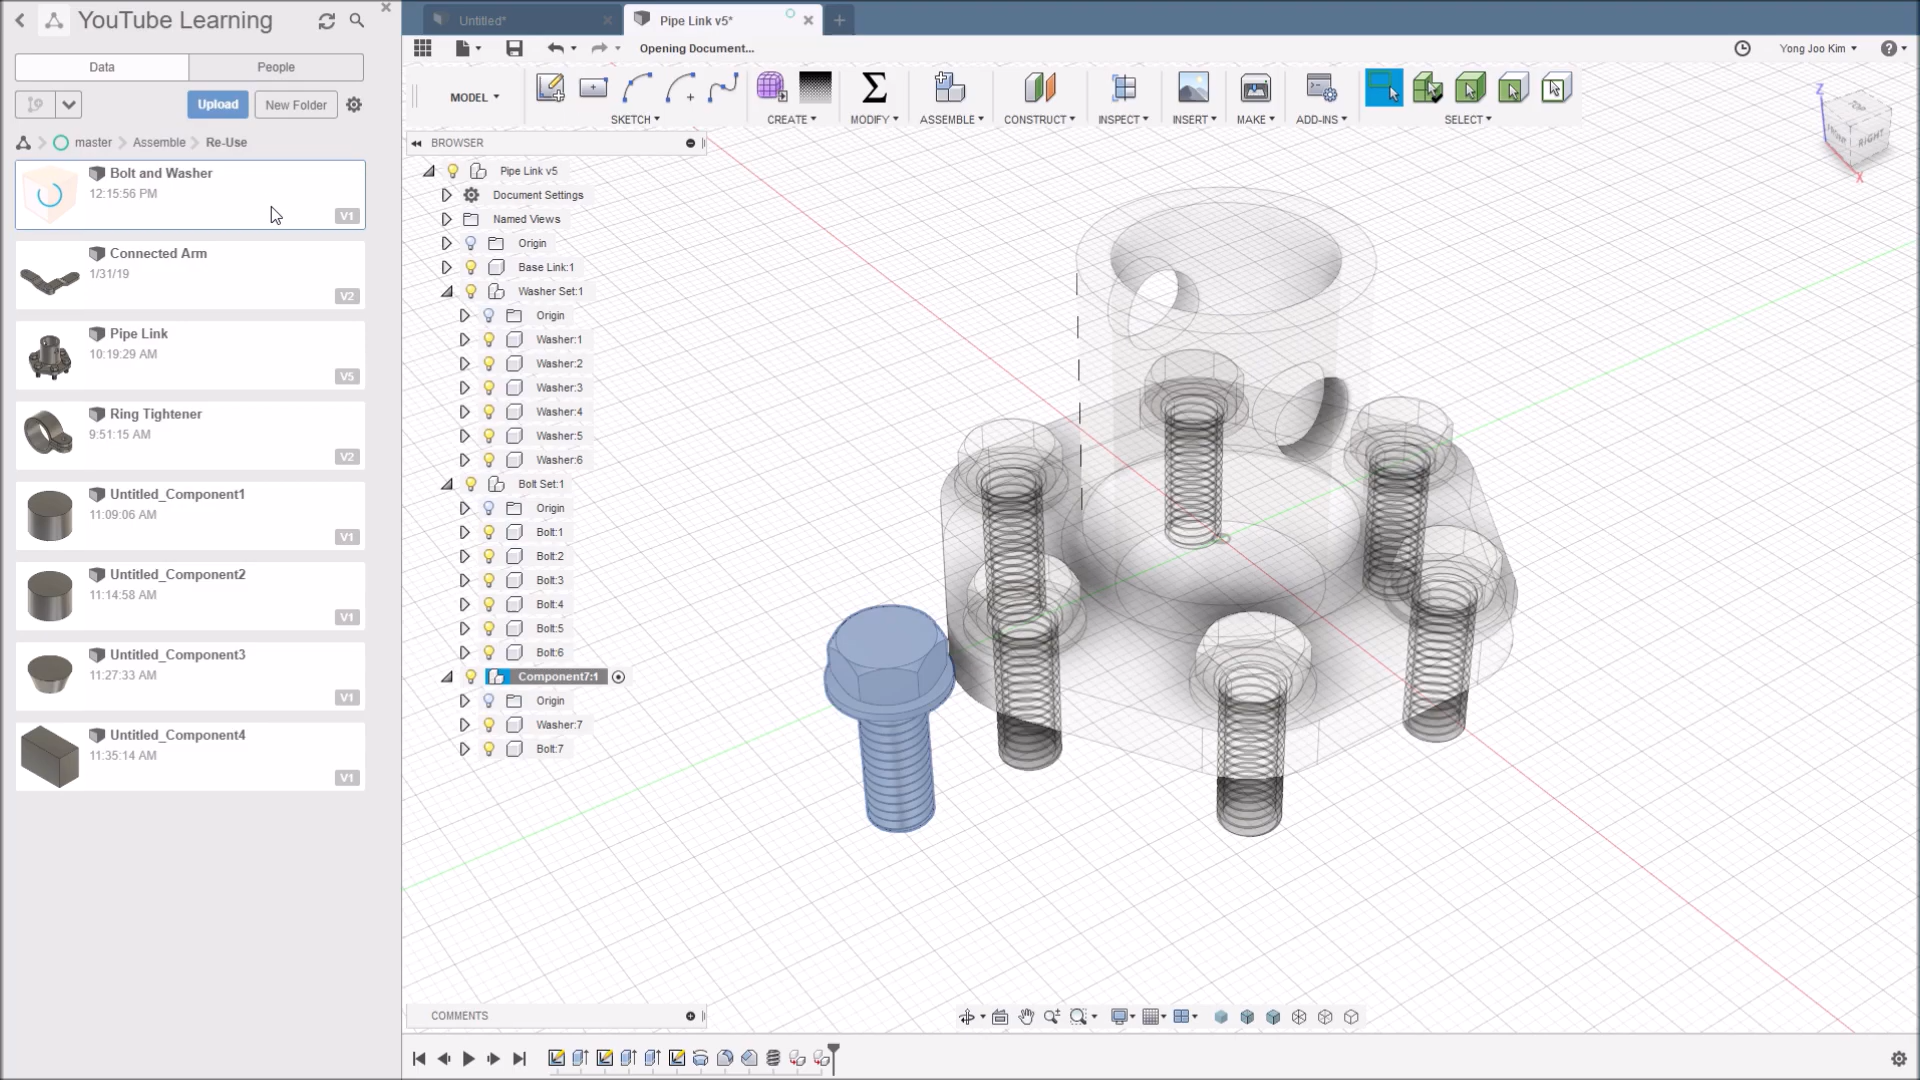 YouTube Learning
Data People
Upload New Folder
master Assemble Re-Use
Bolt and Washer
12:15:56 PM
V1
Connected Arm
1/31/19
V2
Pipe Link
10:19:29 AM
V5
Ring Tightener
9:51:15 AM
V2
Untitled_Component1
11:09:06 AM
V1
Untitled_Component2
11:14:58 AM
V1
Untitled_Component3
11:27:33 AM
V1
Untitled_Component4
11:35:14 AM
V1
Untitled* Pipe Link v5*
Opening Document... Yong Joo Kim
MODEL
SKETCH CREATE MODIFY ASSEMBLE CONSTRUCT INSPECT INSERT MAKE ADD-INS SELECT
BROWSER
Pipe Link v5
Document Settings
Named Views
Origin
Base Link:1
Washer Set:1
Origin
Washer:1
Washer:2
Washer:3
Washer:4
Washer:5
Washer:6
Bolt Set:1
Origin
Bolt:1
Bolt:2
Bolt:3
Bolt:4
Bolt:5
Bolt:6
Component7:1
Origin
Washer:7
Bolt:7
Z
TOP
FRONT
RIGHT
X
COMMENTS